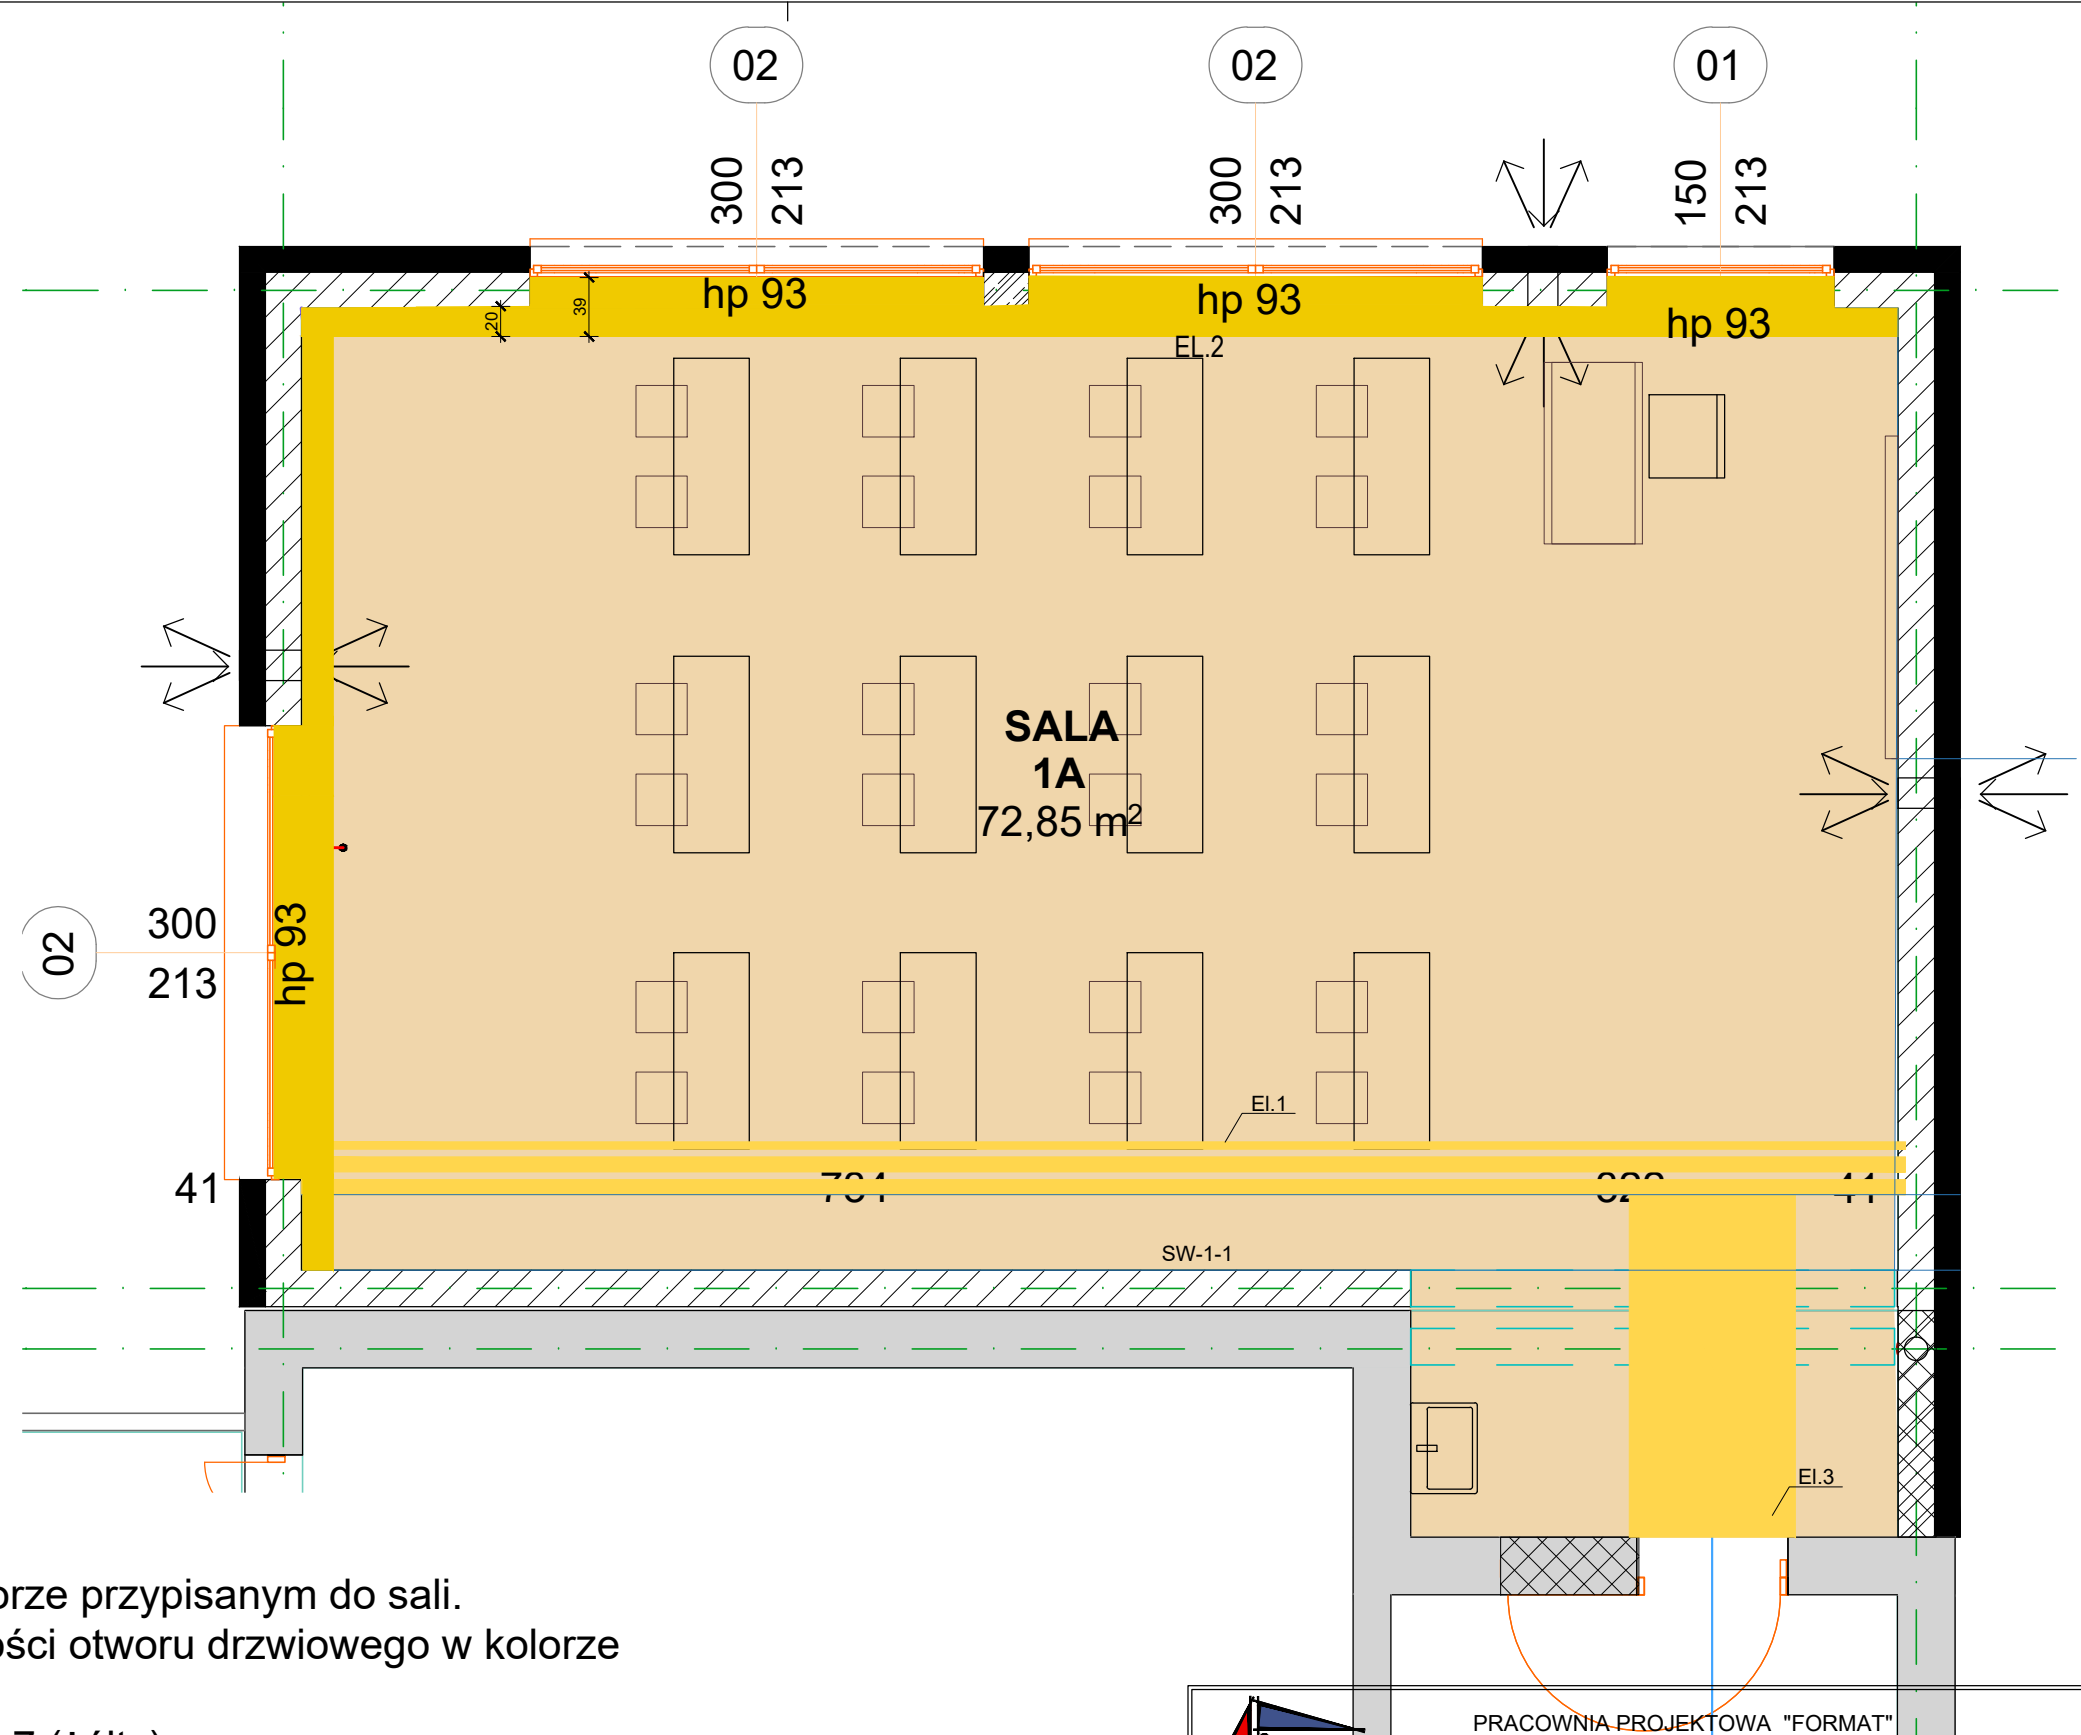 02
02
01
300
213
300
213
150
213
hp 93
hp 93
hp 93
20
39
EL.2
SALA
1A
72,85 m²
02
300
213
hp 93
El.1
41
41
SW-1-1
El.3
orze przypisanym do sali.
ości otworu drzwiowego w kolorze
PRACOWNIA PROJEKTOWA "FORMAT"